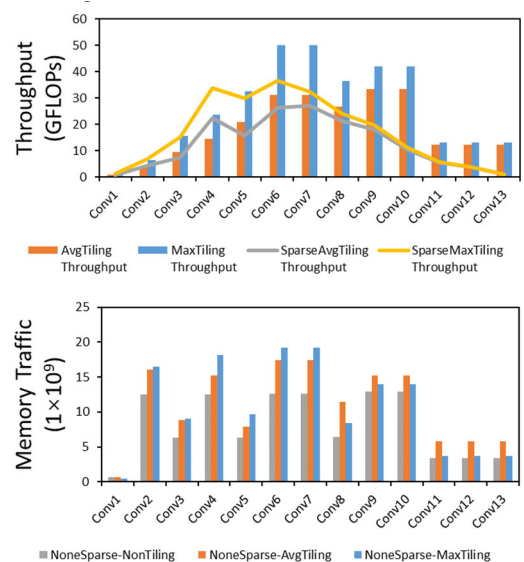 Throughput
(GFLOPs)
60
50
40
30
20
10
0
Conv1
Conv2
Conv3
Conv4
Conv5
Conv6
Conv7
Conv8
Conv9
Conv10
Conv11
Conv12
Conv13
AvgTiling
Throughput
MaxTiling
Throughput
SparseAvgTiling
Throughput
SparseMaxTiling
Throughput
Memory Traffic
(1×10⁹)
25
20
15
10
5
0
Conv1
Conv2
Conv3
Conv4
Conv5
Conv6
Conv7
Conv8
Conv9
Conv10
Conv11
Conv12
Conv13
NoneSparse-NonTiling
NoneSparse-AvgTiling
NoneSparse-MaxTiling